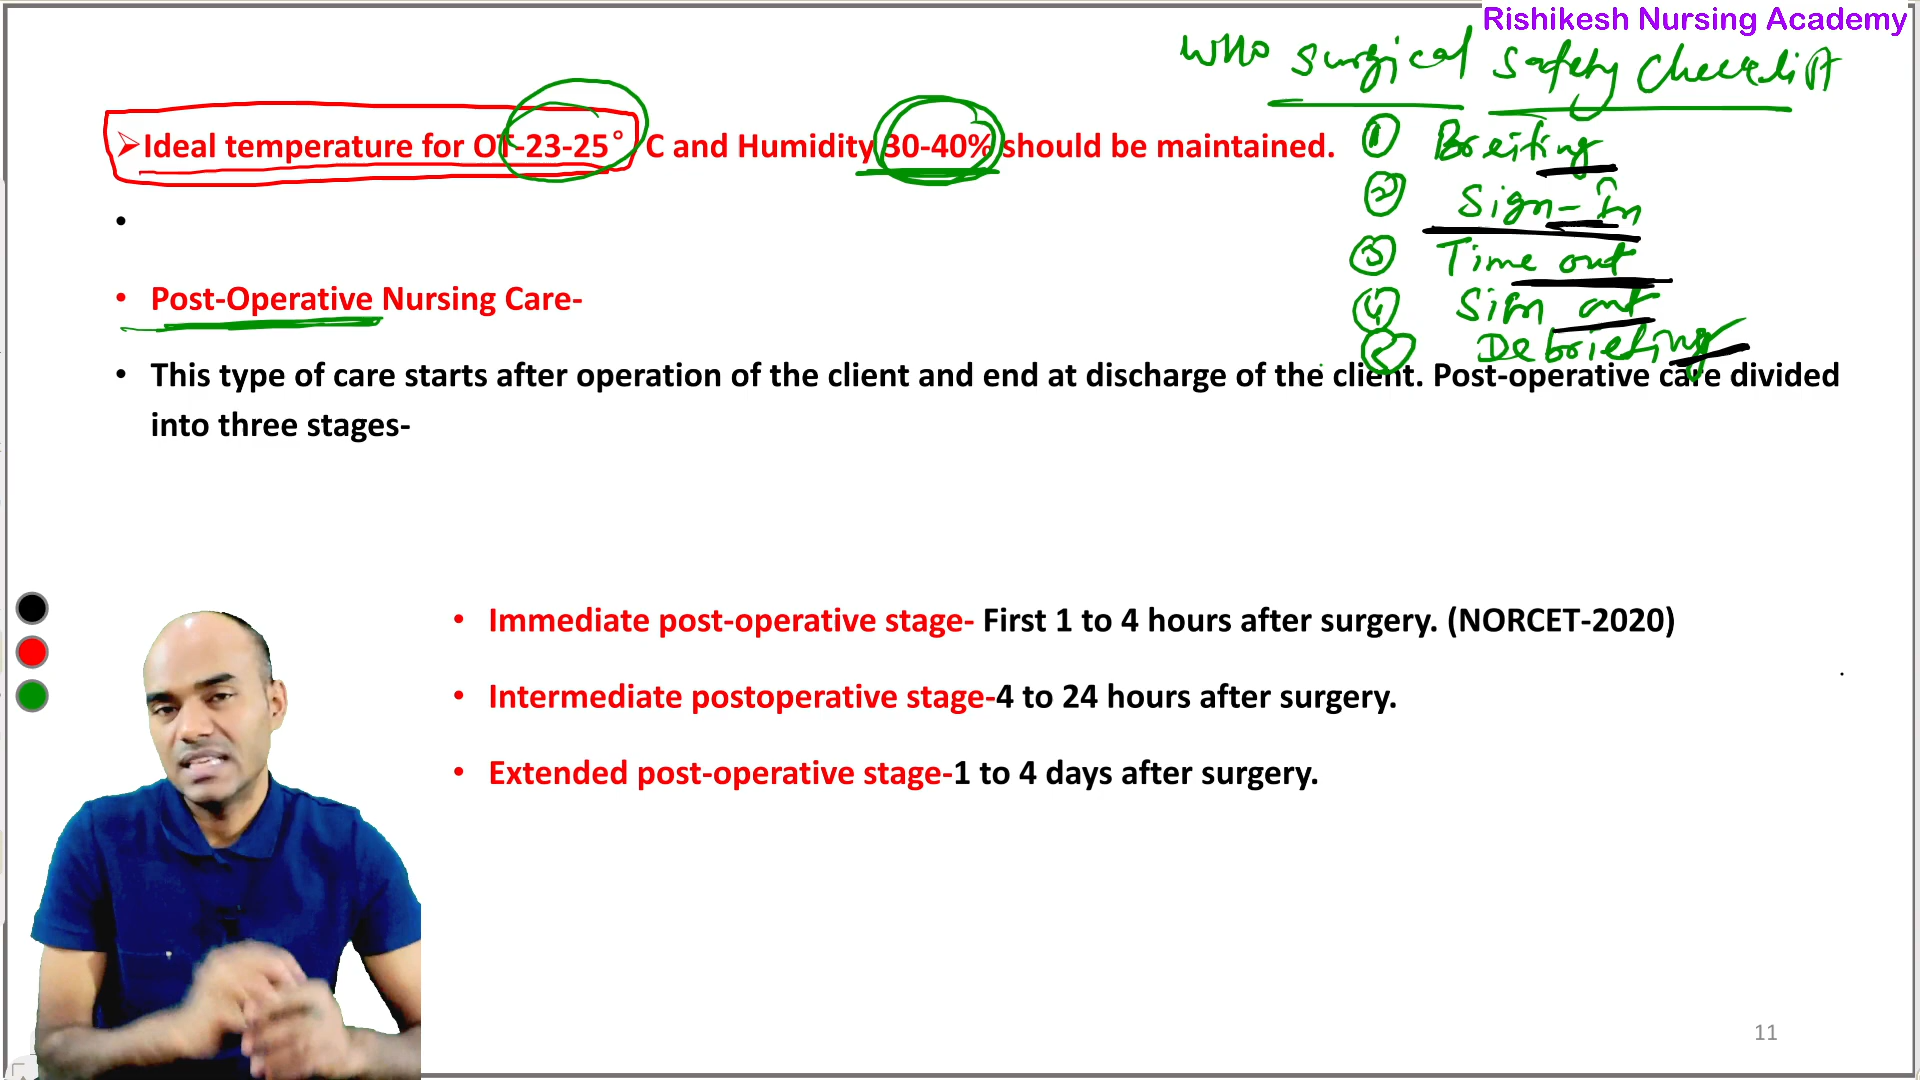 Rishikesh Nursing Academy
WHO Surgical Safety Checklist
➢Ideal temperature for OT-23-25° C and Humidity 30-40% should be maintained.
① Breifing
② Sign-In
③ Time out
④ Sign out
⑤ Debriefing
•
• Post-Operative Nursing Care-
• This type of care starts after operation of the client and end at discharge of the client. Post-operative care divided
into three stages-
• Immediate post-operative stage- First 1 to 4 hours after surgery. (NORCET-2020)
• Intermediate postoperative stage-4 to 24 hours after surgery.
• Extended post-operative stage-1 to 4 days after surgery.
11